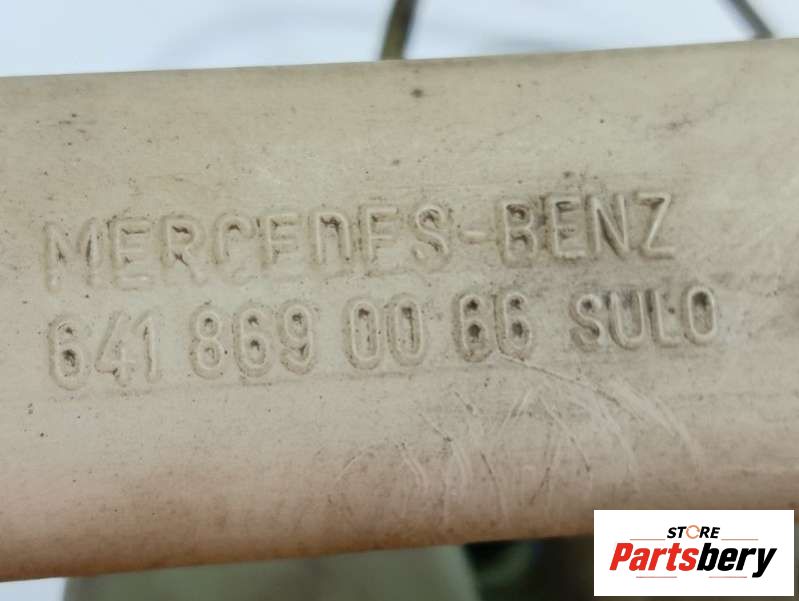 MERCEDES-BENZ
641 869 00 66 SULO
STORE
Partsbery